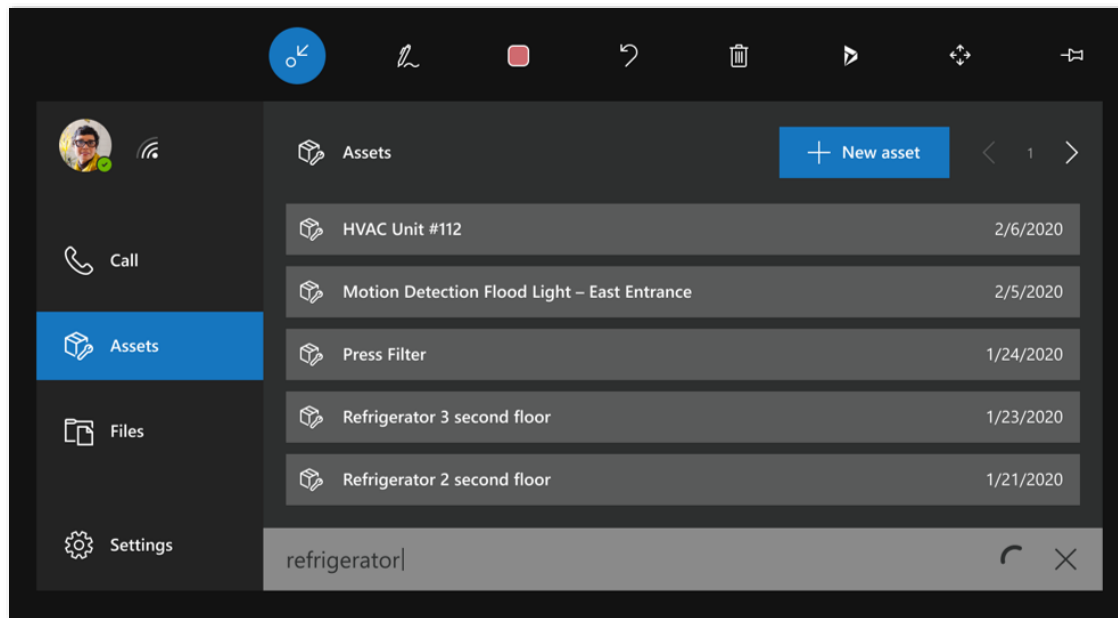 Assets
New asset
1
HVAC Unit #112
2/6/2020
Call
Motion Detection Flood Light – East Entrance
2/5/2020
Assets
Press Filter
1/24/2020
Refrigerator 3 second floor
1/23/2020
Files
Refrigerator 2 second floor
1/21/2020
Settings
refrigerator